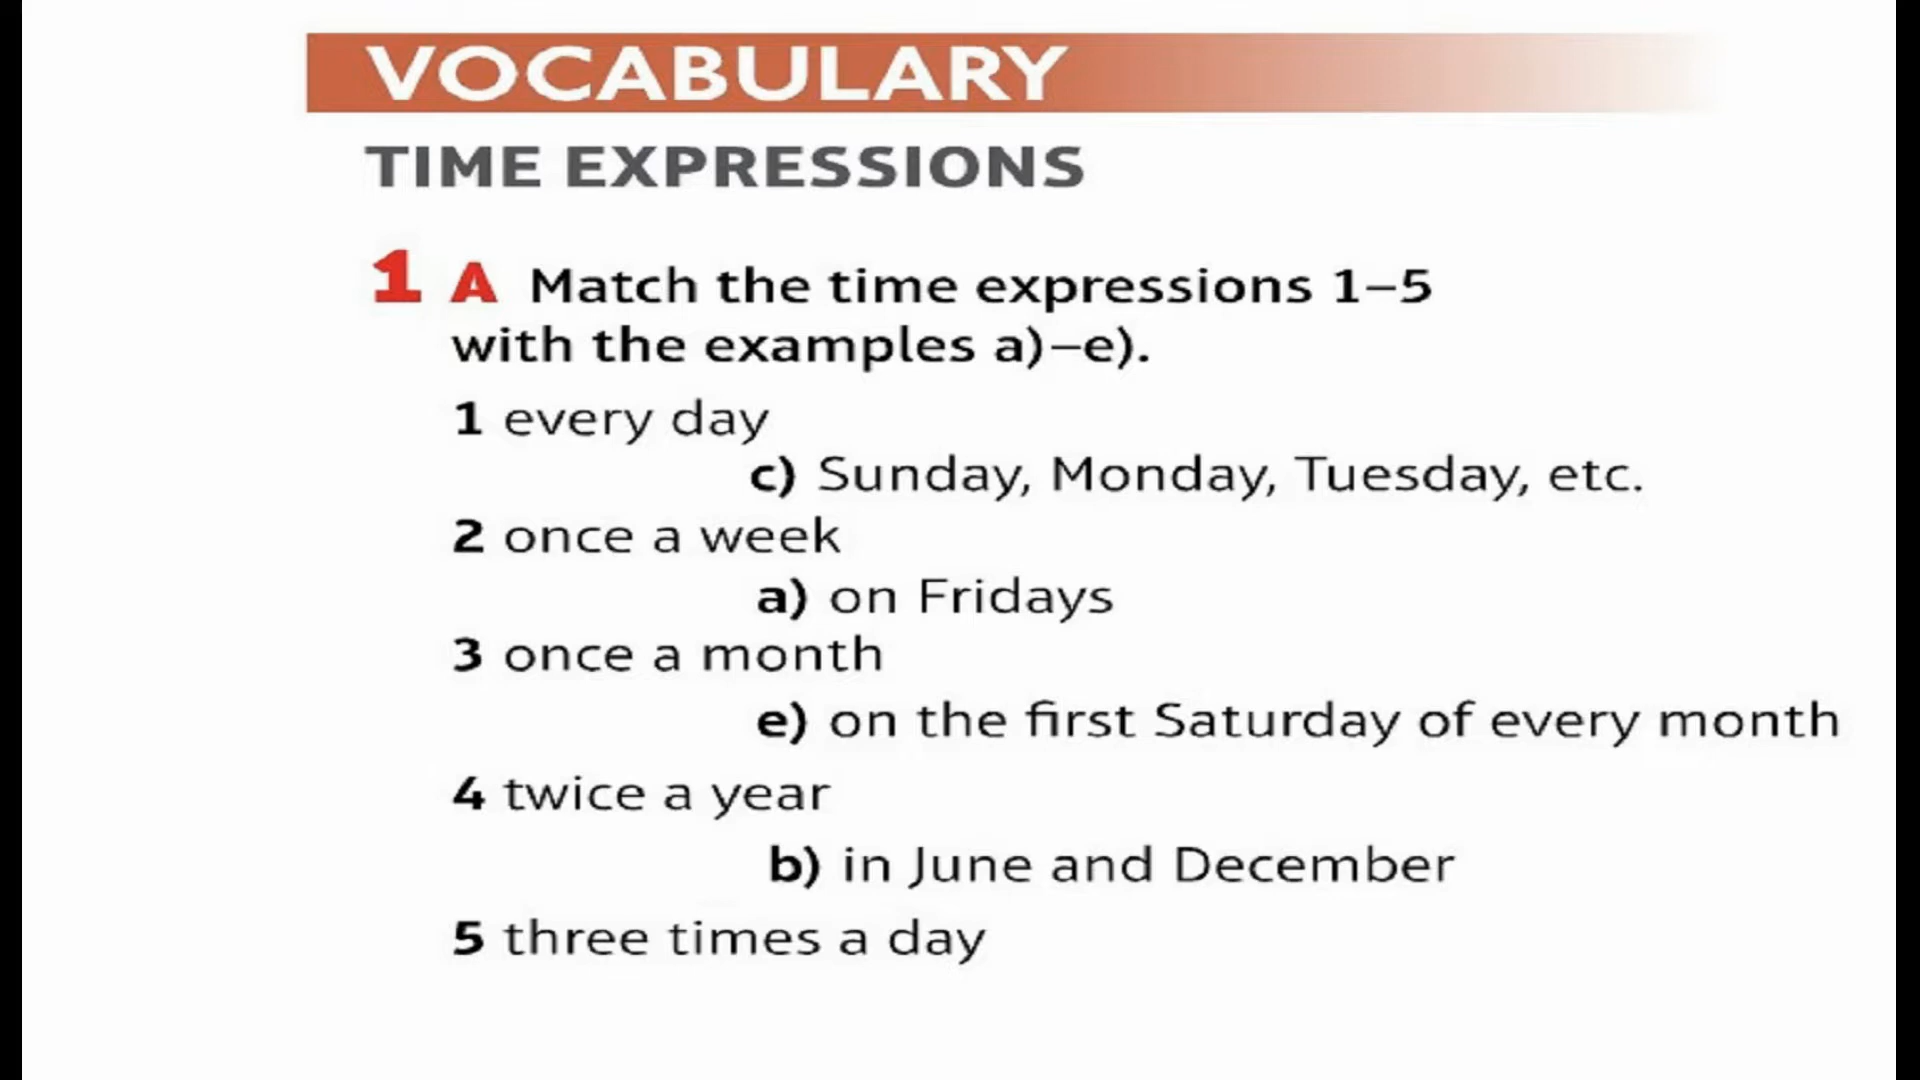 VOCABULARY
TIME EXPRESSIONS
1 A Match the time expressions 1–5
with the examples a)–e).
1 every day
c) Sunday, Monday, Tuesday, etc.
2 once a week
a) on Fridays
3 once a month
e) on the first Saturday of every month
4 twice a year
b) in June and December
5 three times a day